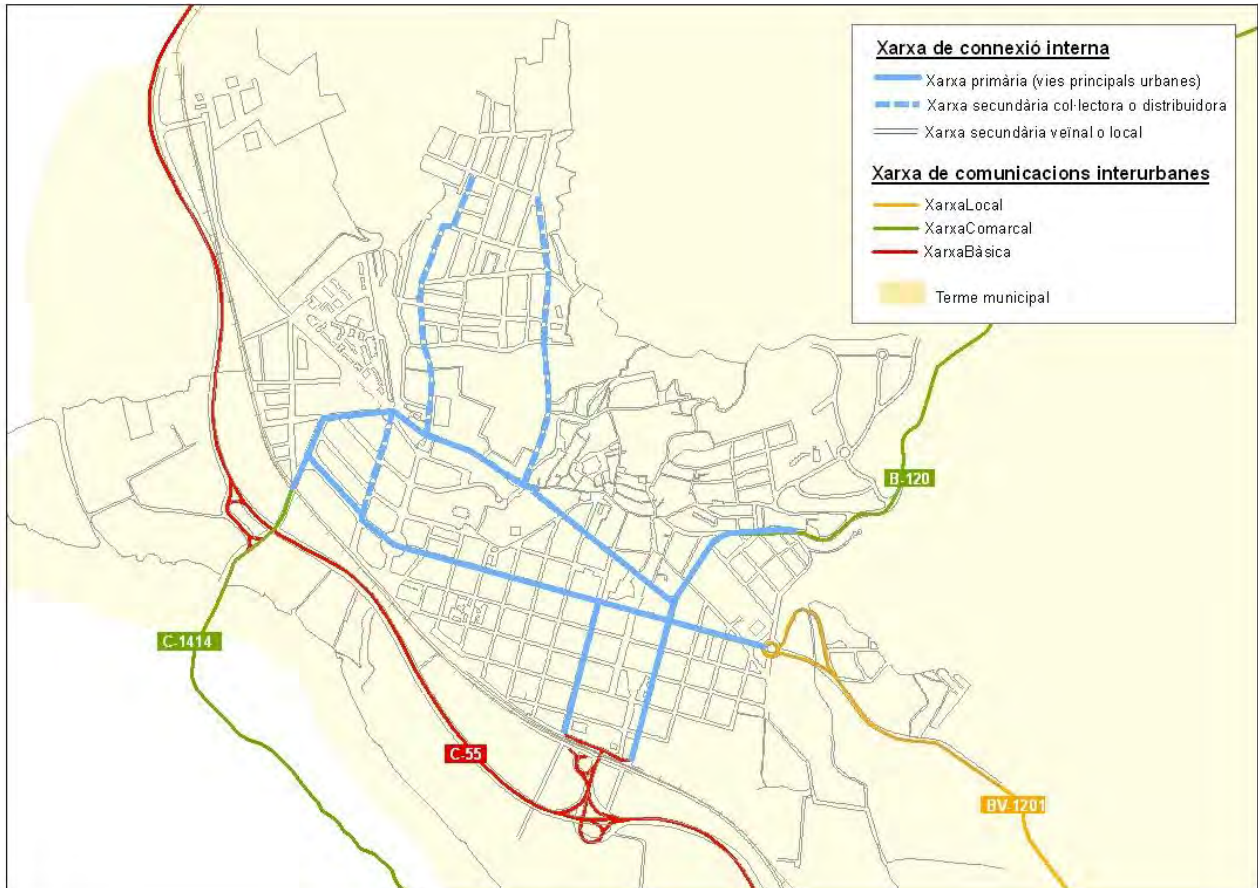 Xarxa de connexió interna
Xarxa primària (vies principals urbanes)
Xarxa secundària col·lectora o distribuidora
Xarxa secundària veïnal o local
Xarxa de comunicacions interurbanes
XarxaLocal
XarxaComarcal
XarxaBàsica
Terme municipal
B-120
C-1414
C-55
BV-1201